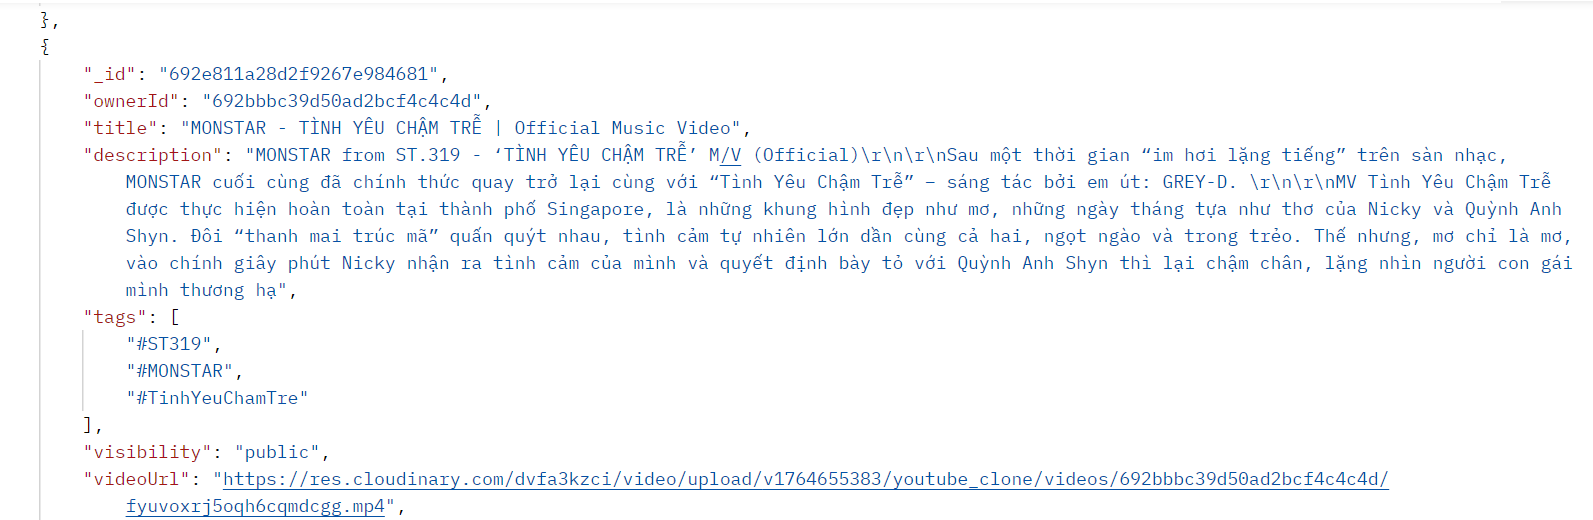 },
{
"_id": "692e811a28d2f9267e984681",
"ownerId": "692bbbc39d50ad2bcf4c4c4d",
"title": "MONSTAR - TÌNH YÊU CHẬM TRỄ | Official Music Video",
"description": "MONSTAR from ST.319 - ‘TÌNH YÊU CHẬM TRỄ’ M/V (Official)\r\n\r\nSau một thời gian “im hơi lặng tiếng” trên sàn nhạc,
MONSTAR cuối cùng đã chính thức quay trở lại cùng với “Tình Yêu Chậm Trễ” – sáng tác bởi em út: GREY-D. \r\n\r\nMV Tình Yêu Chậm Trễ
được thực hiện hoàn toàn tại thành phố Singapore, là những khung hình đẹp như mơ, những ngày tháng tựa như thơ của Nicky và Quỳnh Anh
Shyn. Đôi “thanh mai trúc mã” quấn quýt nhau, tình cảm tự nhiên lớn dần cùng cả hai, ngọt ngào và trong trẻo. Thế nhưng, mơ chỉ là mơ,
vào chính giây phút Nicky nhận ra tình cảm của mình và quyết định bày tỏ với Quỳnh Anh Shyn thì lại chậm chân, lặng nhìn người con gái
mình thương hạ",
"tags": [
"#ST319",
"#MONSTAR",
"#TinhYeuChamTre"
],
"visibility": "public",
"videoUrl": "https://res.cloudinary.com/dvfa3kzci/video/upload/v1764655383/youtube_clone/videos/692bbbc39d50ad2bcf4c4c4d/
fyuvoxrj5oqh6cqmdcgg.mp4",